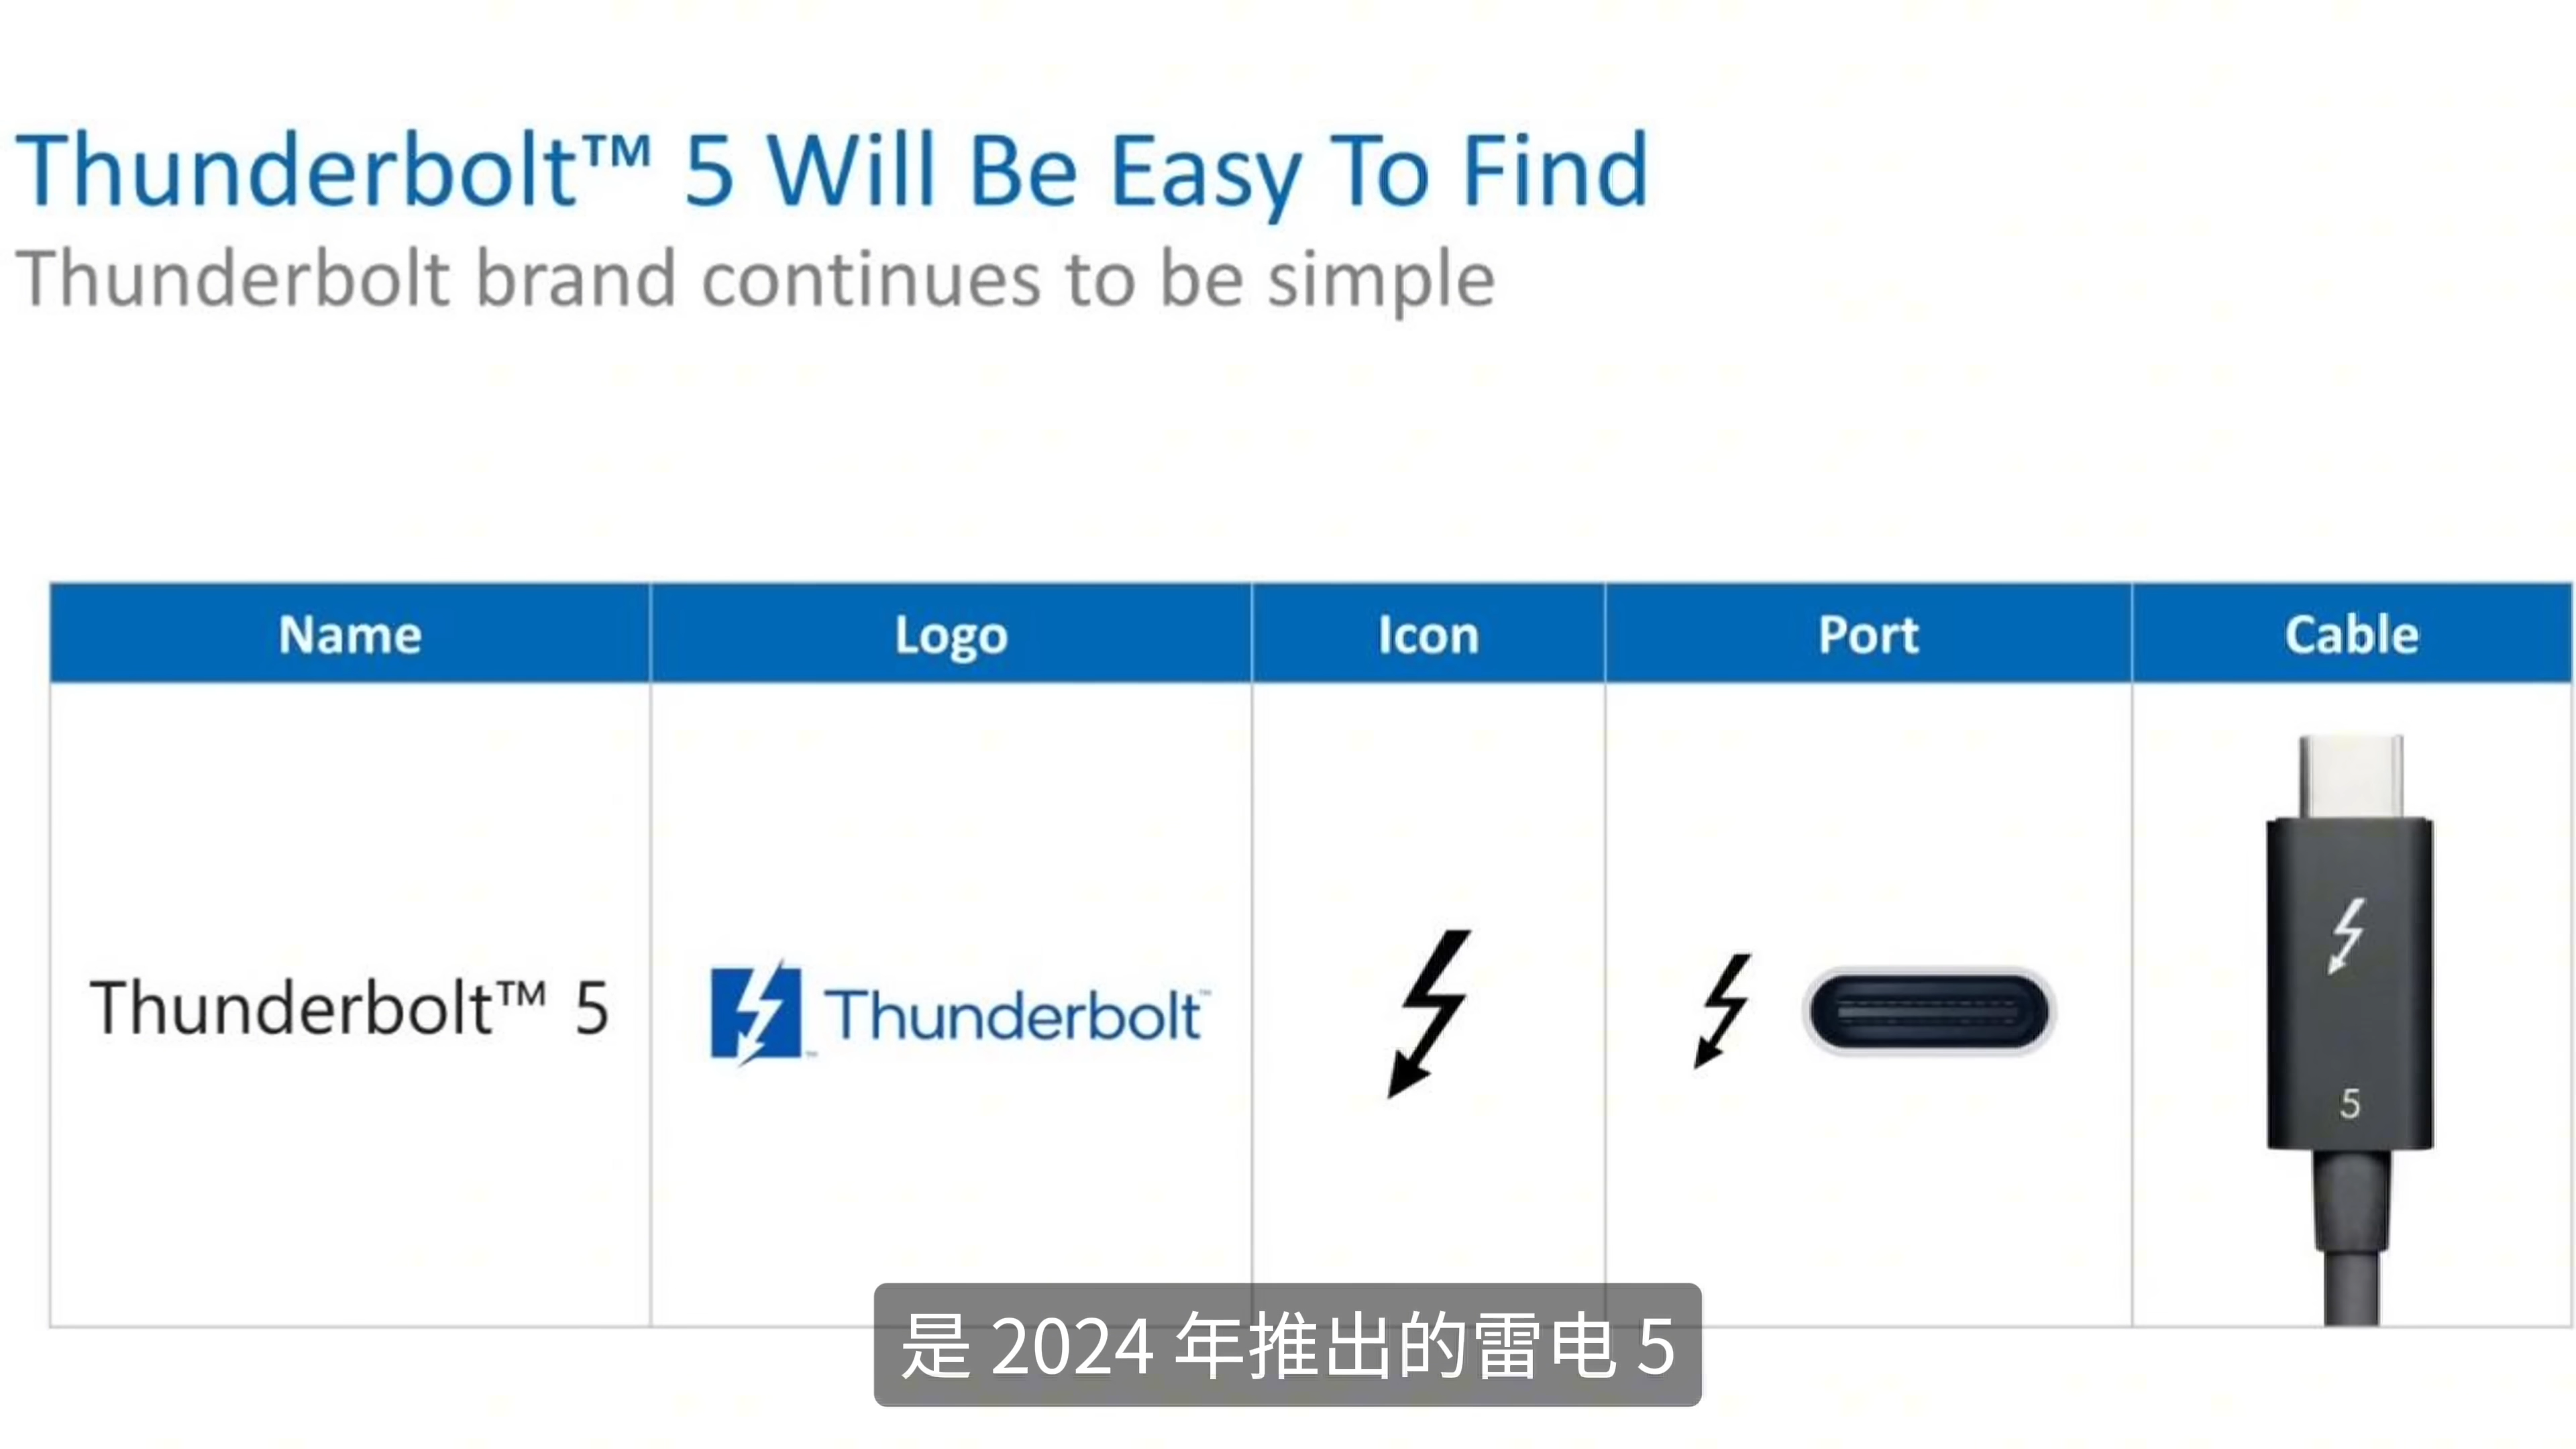 Thunderbolt™ 5 Will Be Easy To Find
Thunderbolt brand continues to be simple
Name Logo Icon Port Cable
Thunderbolt™ 5 Thunderbolt™
5
是 2024 年推出的雷电 5